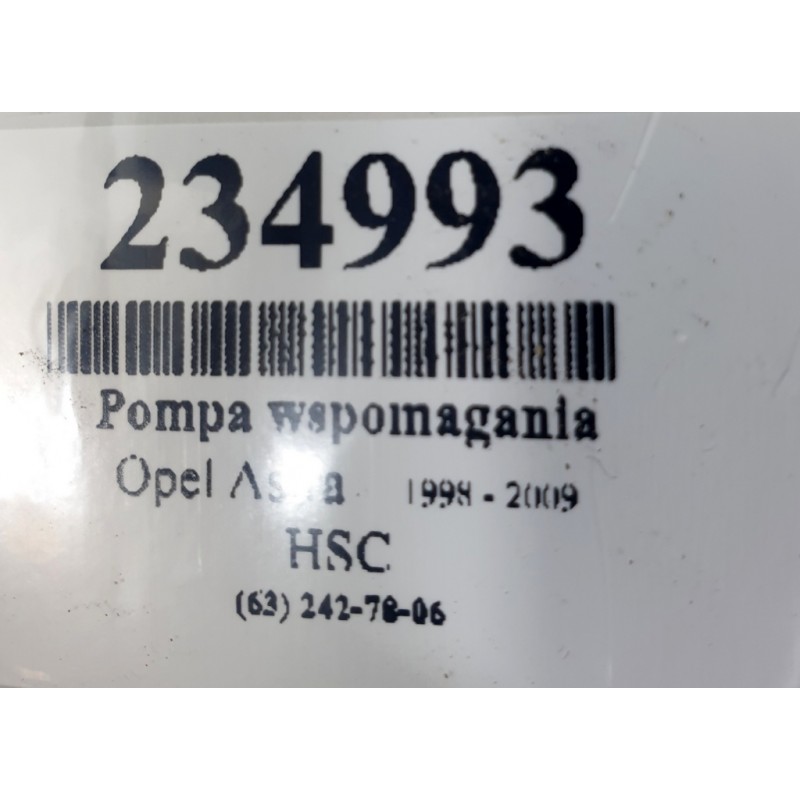 234993
Pompa wspomagania
Opel Astra 1998 - 2009
HSC
(63) 242-78-06